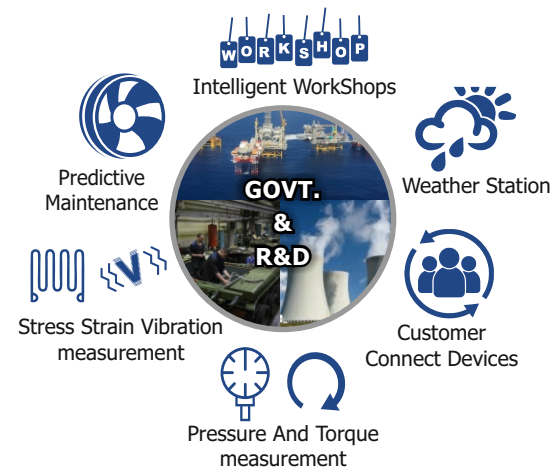 WORKSHOP
Intelligent WorkShops
Predictive
Maintenance
Weather Station
GOVT.
&
R&D
Stress Strain Vibration
measurement
Customer
Connect Devices
Pressure And Torque
measurement